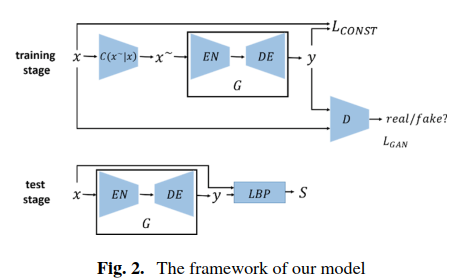 L_CONST
training stage x C(x~|x) x~ EN DE y
G
D real/fake?
L_GAN
test stage x EN DE y LBP S
G
Fig. 2. The framework of our model